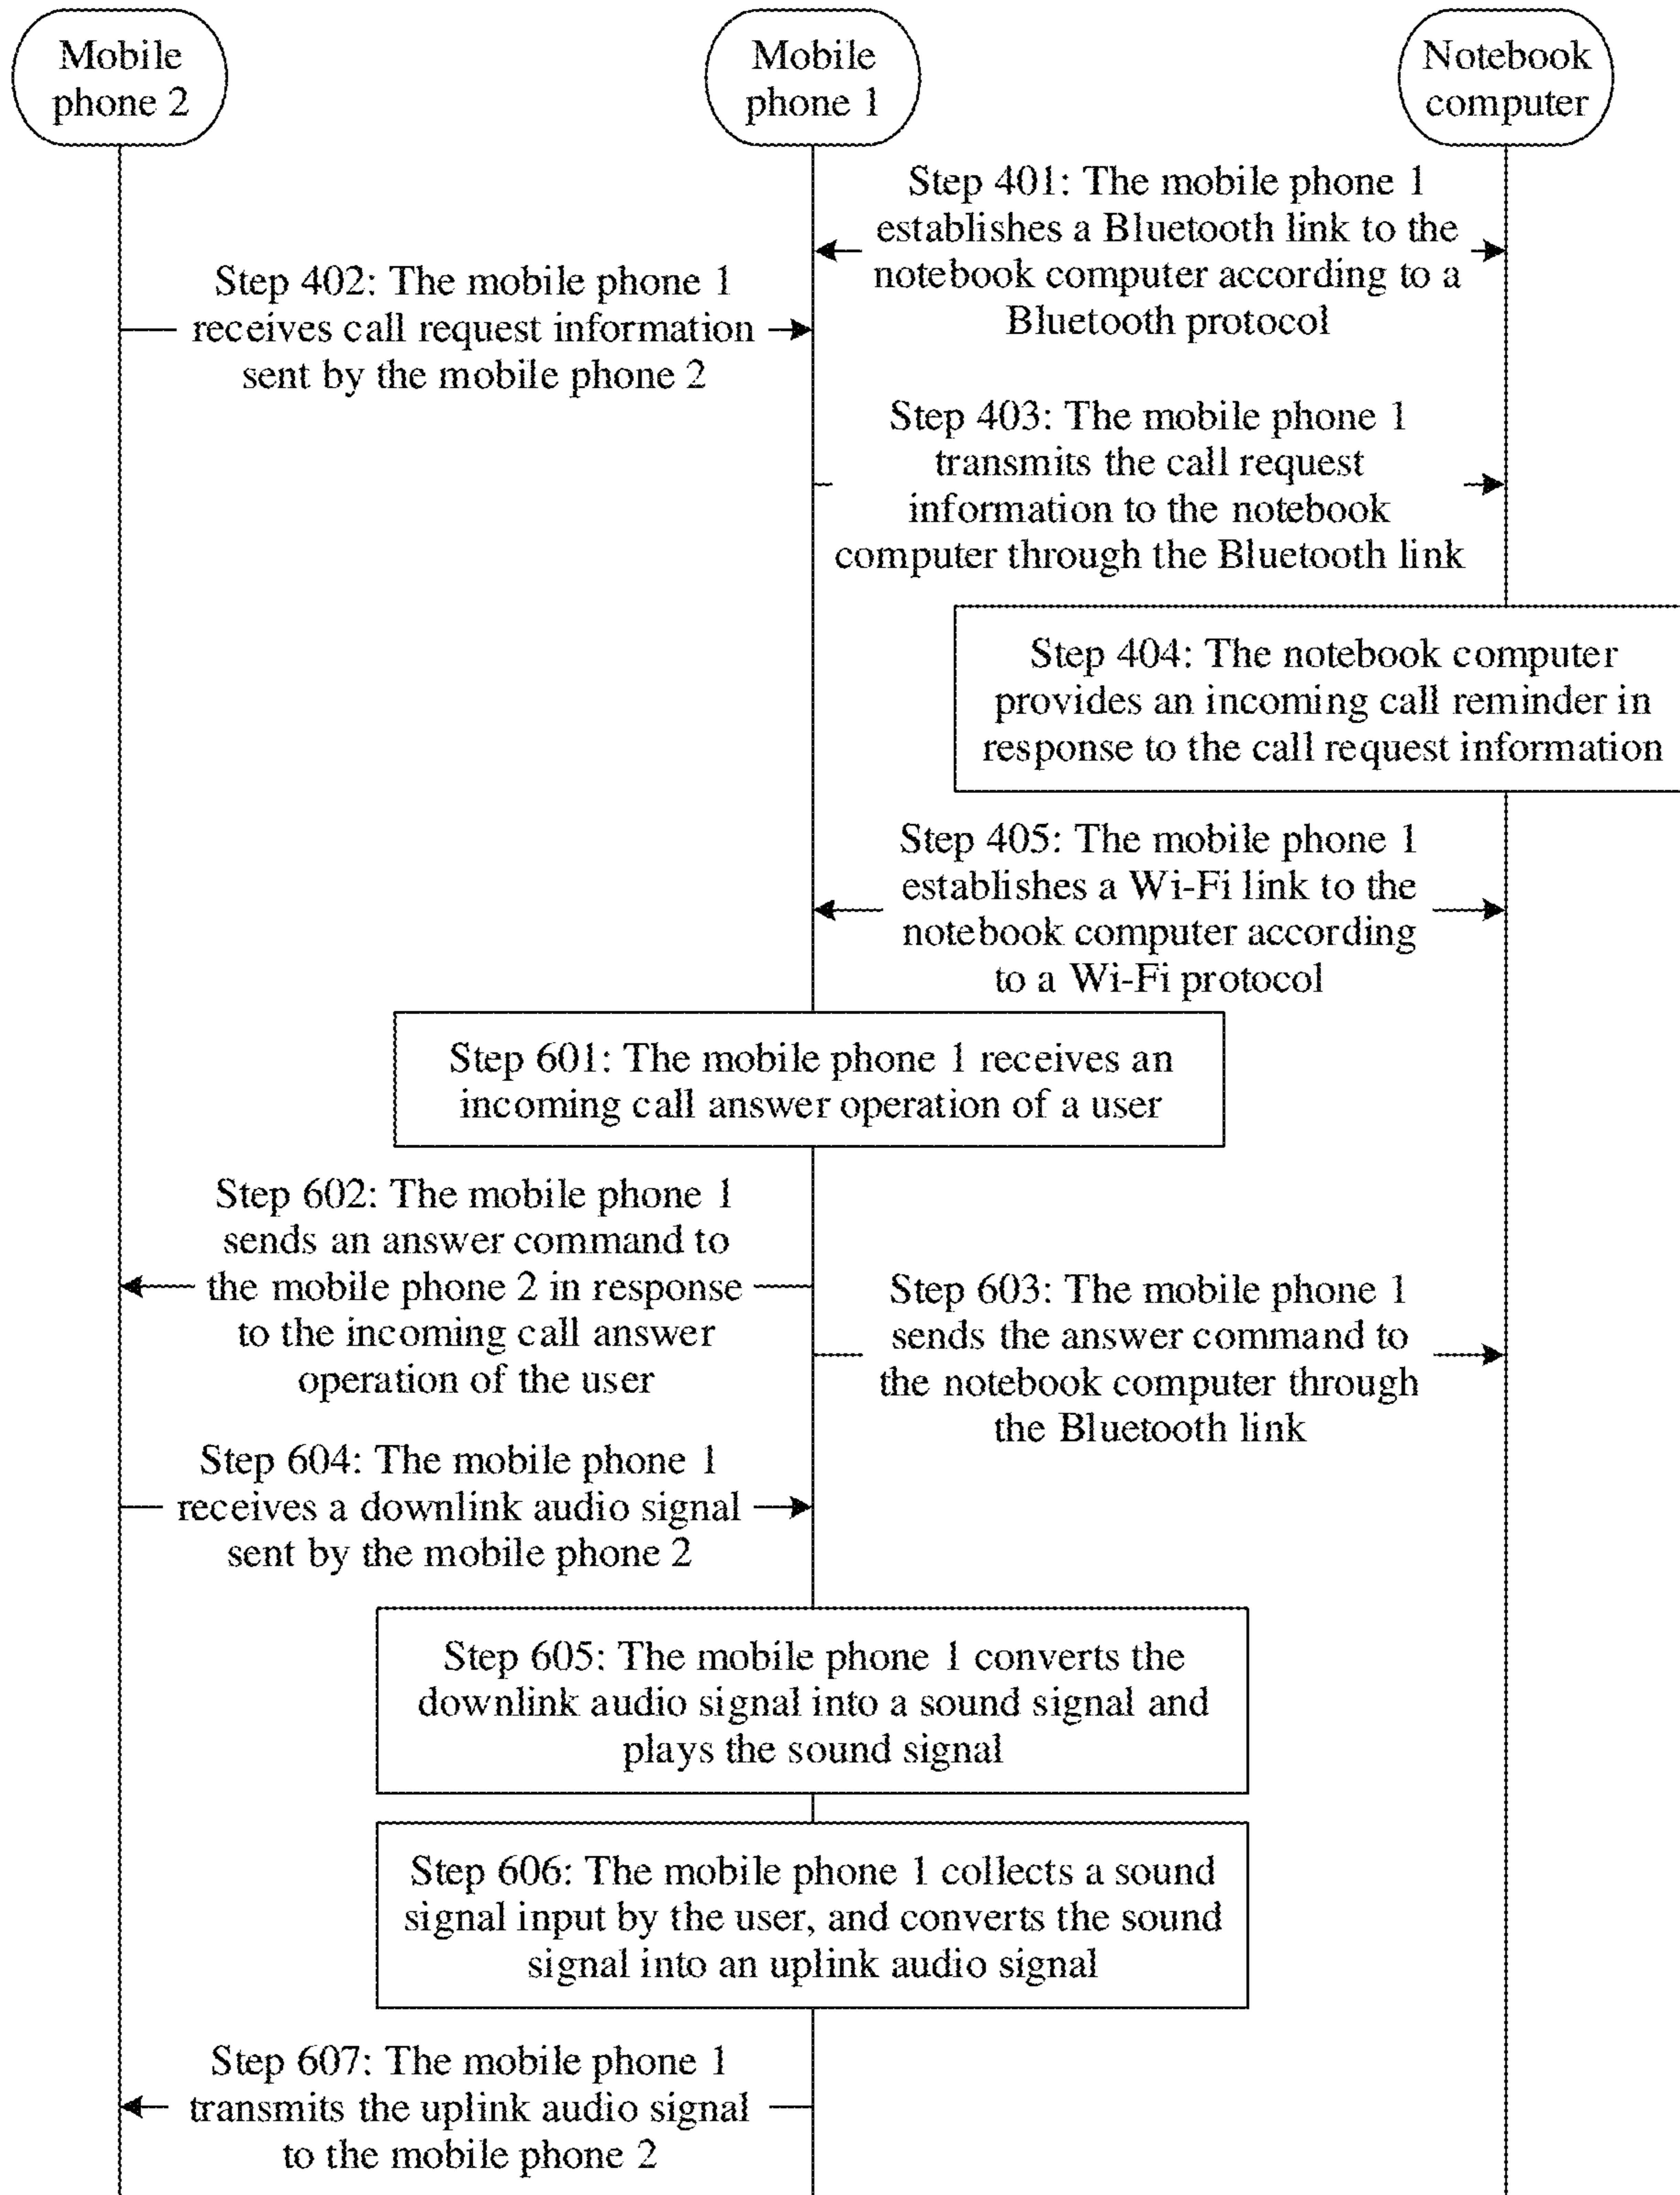 Mobile
phone 2
Mobile
phone 1
Notebook
computer
Step 401: The mobile phone 1
establishes a Bluetooth link to the
notebook computer according to a
Bluetooth protocol
Step 402: The mobile phone 1
receives call request information
sent by the mobile phone 2
Step 403: The mobile phone 1
transmits the call request
information to the notebook
computer through the Bluetooth link
Step 404: The notebook computer
provides an incoming call reminder in
response to the call request information
Step 405: The mobile phone 1
establishes a Wi-Fi link to the
notebook computer according
to a Wi-Fi protocol
Step 601: The mobile phone 1 receives an
incoming call answer operation of a user
Step 602: The mobile phone 1
sends an answer command to
the mobile phone 2 in response
to the incoming call answer
operation of the user
Step 603: The mobile phone 1
sends the answer command to
the notebook computer through
the Bluetooth link
Step 604: The mobile phone 1
receives a downlink audio signal
sent by the mobile phone 2
Step 605: The mobile phone 1 converts the
downlink audio signal into a sound signal and
plays the sound signal
Step 606: The mobile phone 1 collects a sound
signal input by the user, and converts the sound
signal into an uplink audio signal
Step 607: The mobile phone 1
transmits the uplink audio signal
to the mobile phone 2